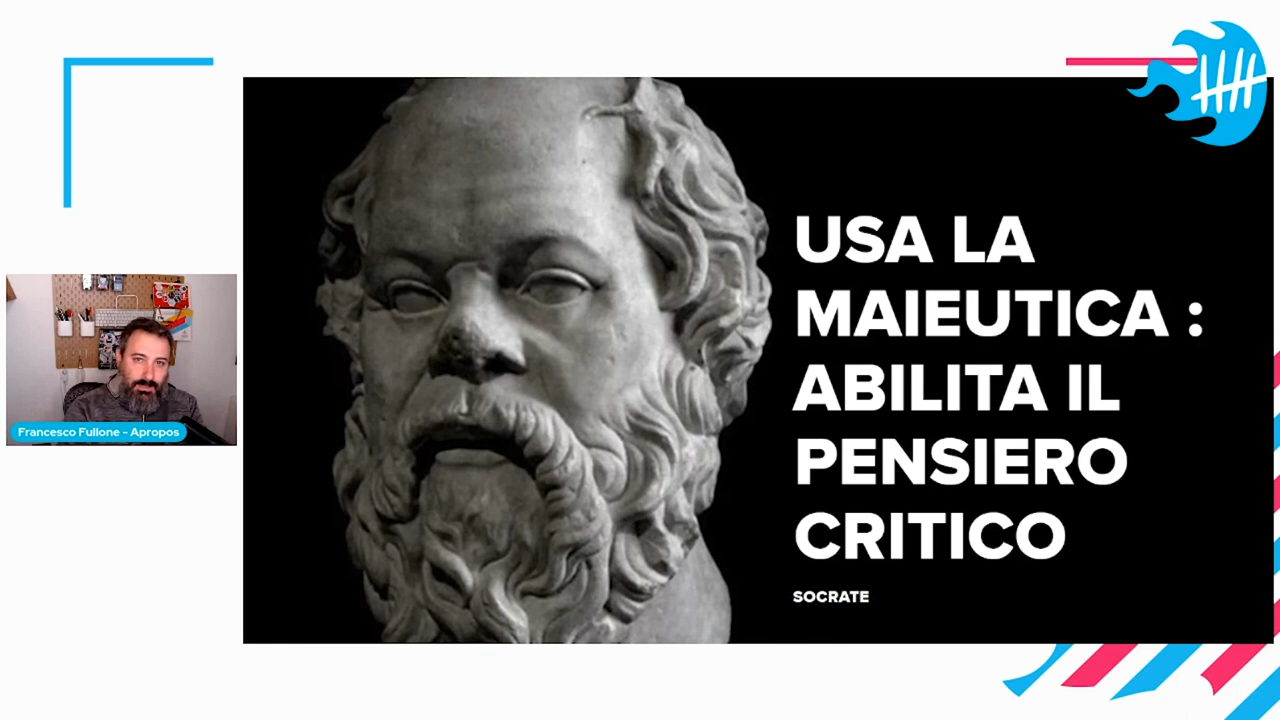 USA LA
MAIEUTICA :
ABILITA IL
PENSIERO
CRITICO
SOCRATE
Francesco Fullone - Apropos